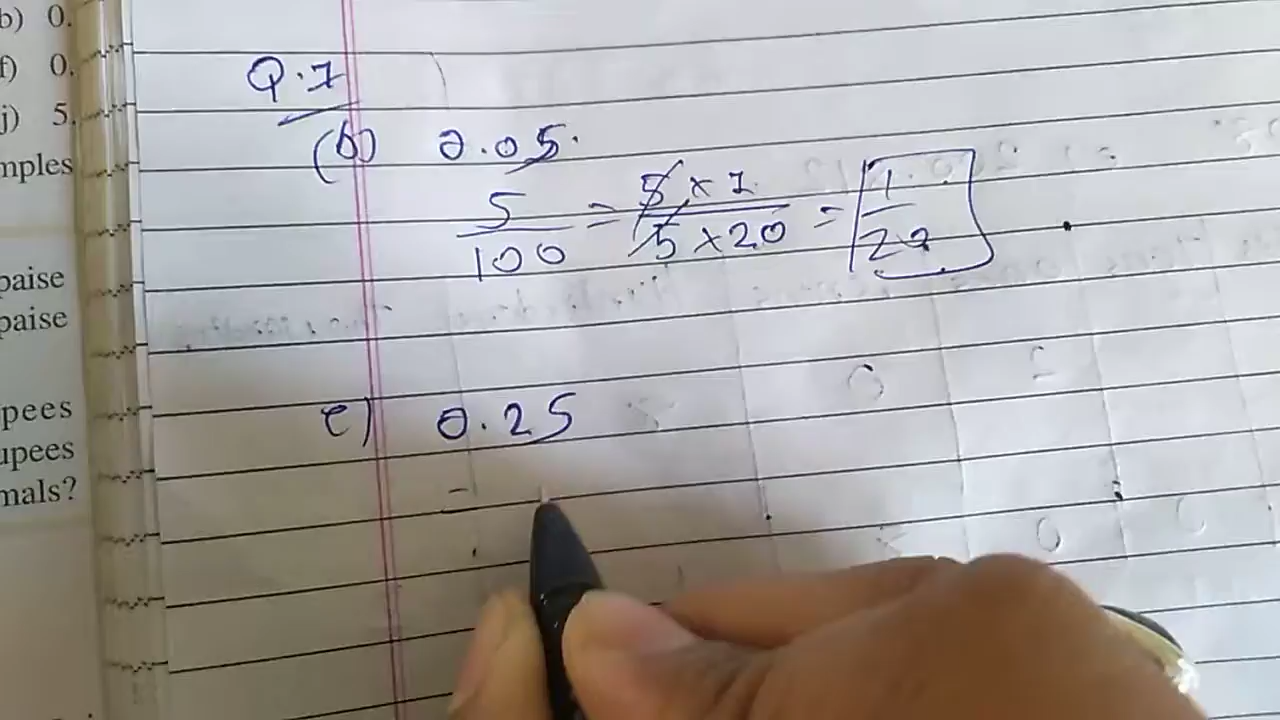 b) 0.
f) 0.
j) 5.
mples
paise
paise
pees
upees
mals?
Q.7
(b) 0.05.
5/100 = 5 x 1/5 x 20 = 1/20
e) 0.25
=